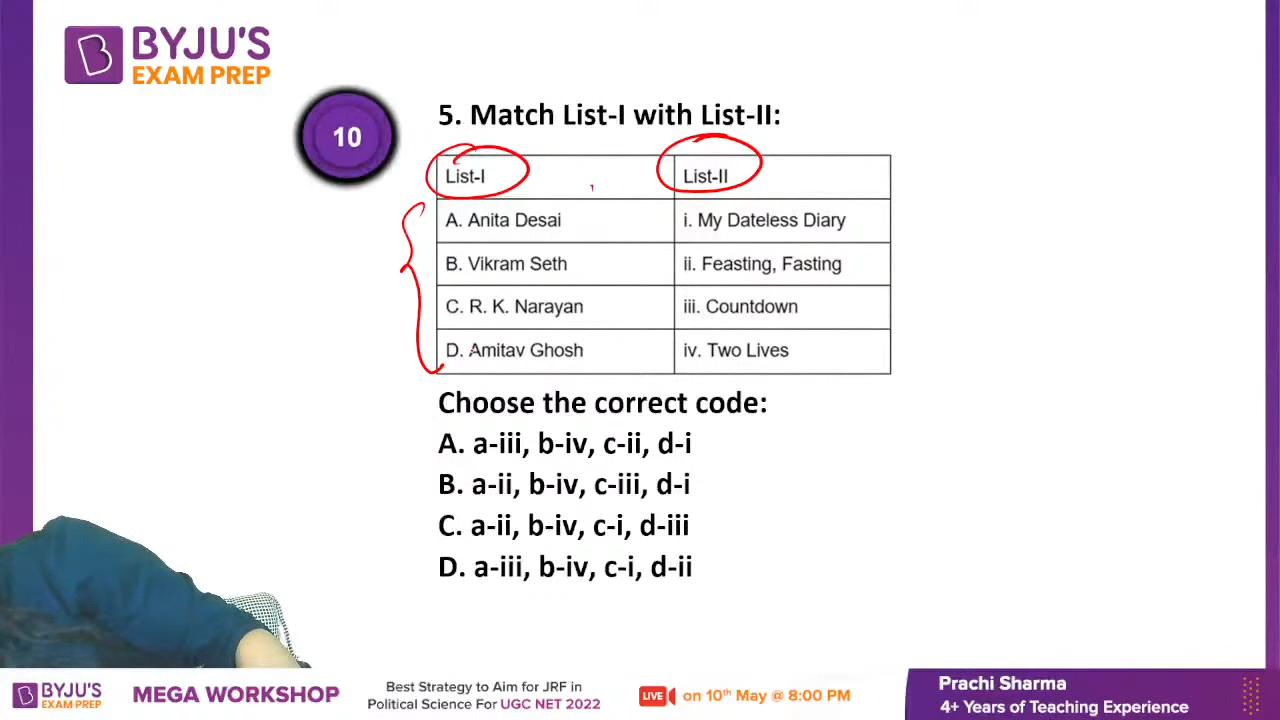 BYJU'S
EXAM PREP
10
5. Match List-I with List-II:
List-I List-II
A. Anita Desai i. My Dateless Diary
B. Vikram Seth ii. Feasting, Fasting
C. R. K. Narayan iii. Countdown
D. Amitav Ghosh iv. Two Lives
Choose the correct code:
A. a-iii, b-iv, c-ii, d-i
B. a-ii, b-iv, c-iii, d-i
C. a-ii, b-iv, c-i, d-iii
D. a-iii, b-iv, c-i, d-ii
BYJU'S
EXAM PREP
MEGA WORKSHOP
Best Strategy to Aim for JRF in
Political Science For UGC NET 2022
LIVE on 10th May @ 8:00 PM
Prachi Sharma
4+ Years of Teaching Experience